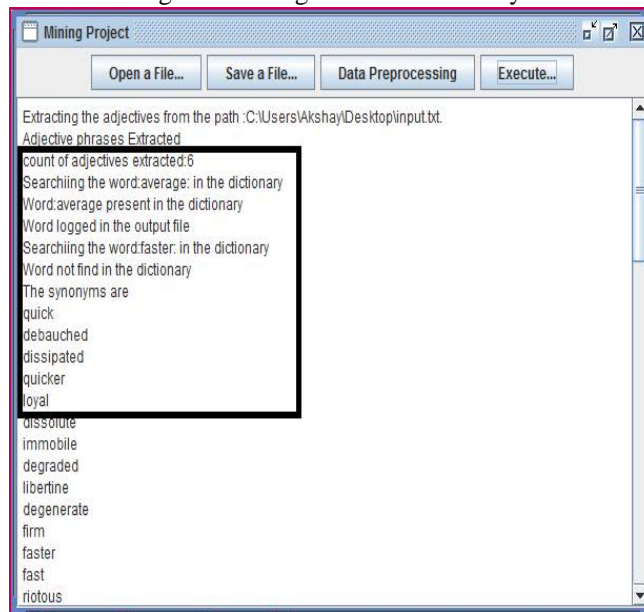 Mining Project
Open a File... Save a File... Data Preprocessing Execute...
Extracting the adjectives from the path :C:\Users\Akshay\Desktop\input.txt.
Adjective phrases Extracted
count of adjectives extracted:6
Searchiing the word:average: in the dictionary
Word:average present in the dictionary
Word logged in the output file
Searchiing the word:faster: in the dictionary
Word not find in the dictionary
The synonyms are
quick
debauched
dissipated
quicker
loyal
dissolute
immobile
degraded
libertine
degenerate
firm
faster
fast
riotous